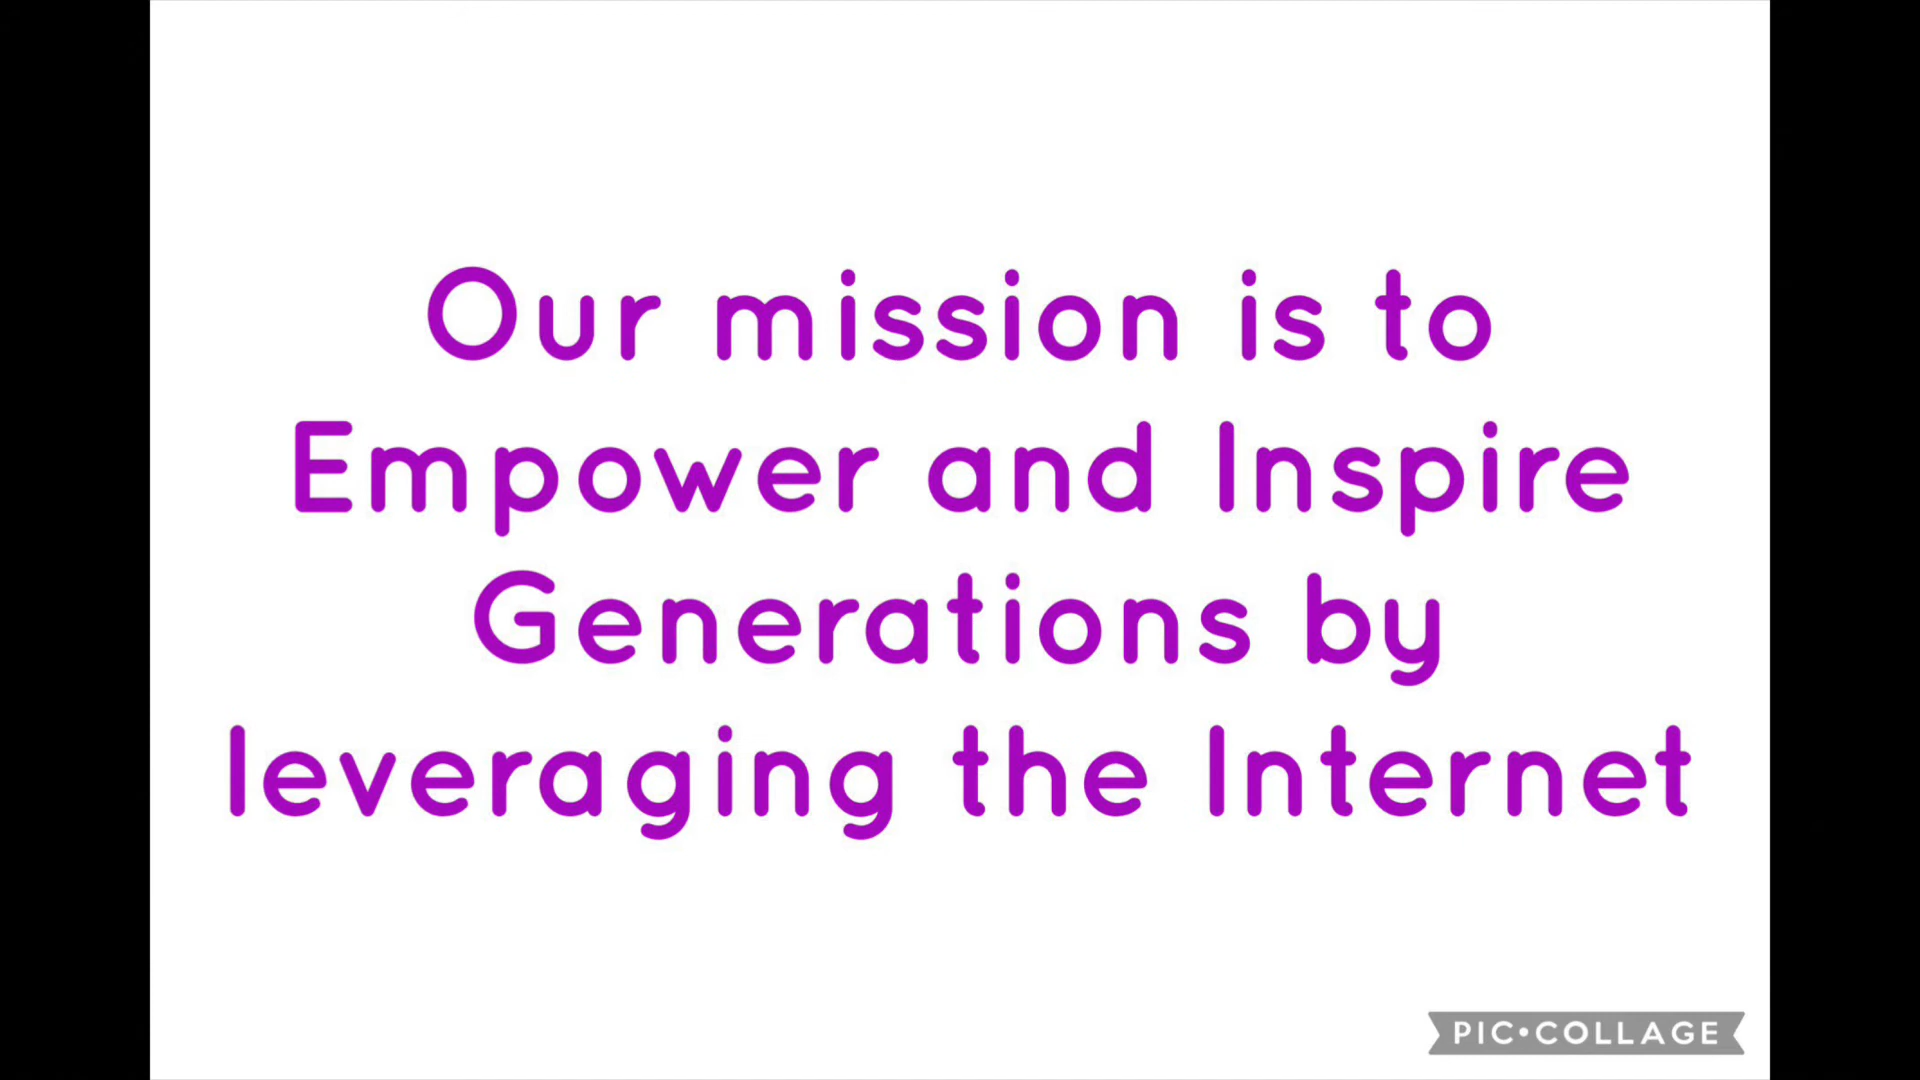 Our mission is to
Empower and Inspire
Generations by
leveraging the Internet
PIC•COLLAGE